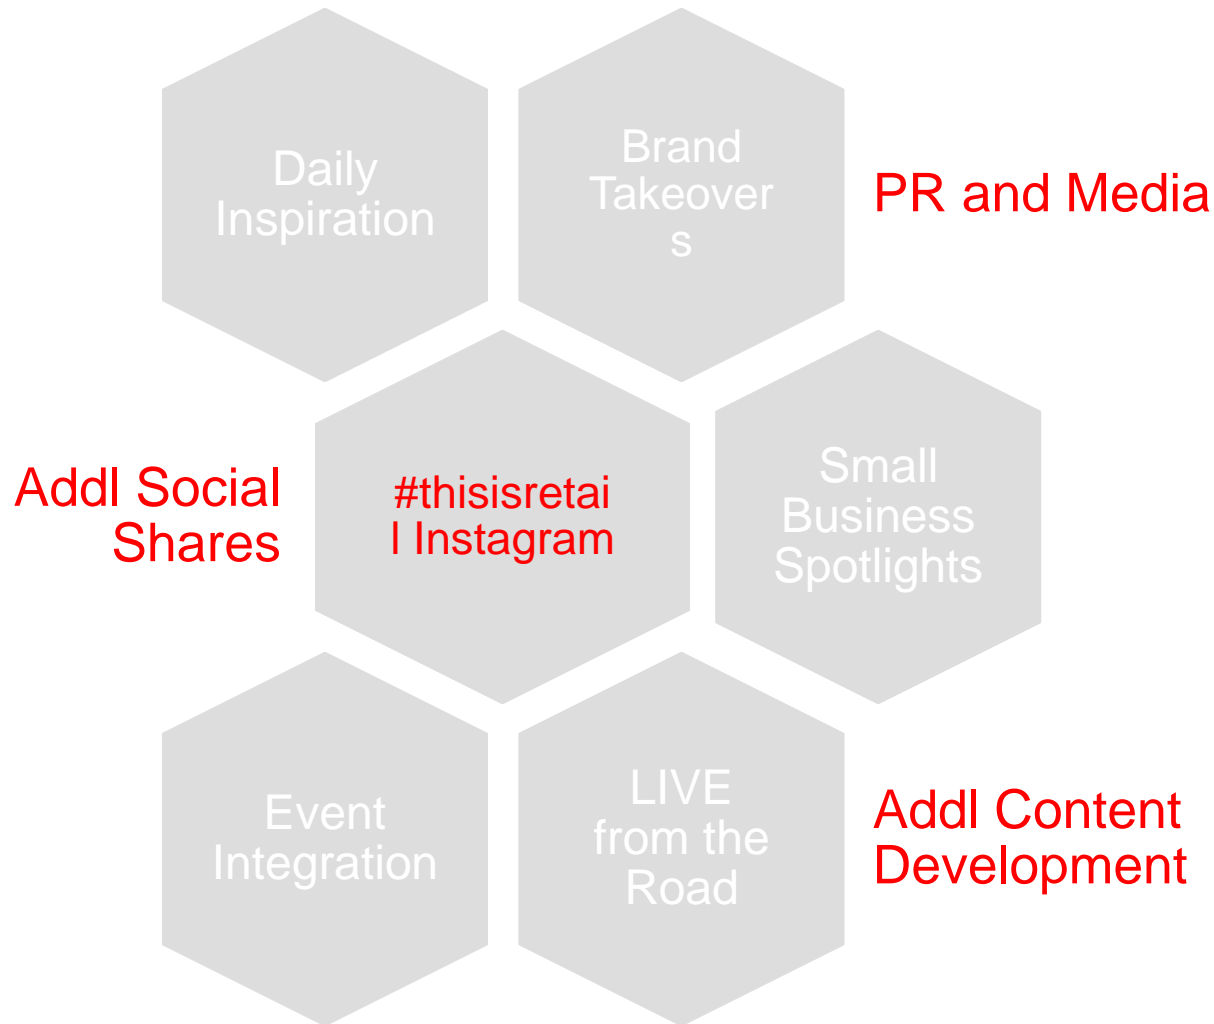 Daily
Inspiration
Brand
Takeover
s
PR and Media
Addl Social
Shares
#thisisretai
l Instagram
Small
Business
Spotlights
Event
Integration
LIVE
from the
Road
Addl Content
Development